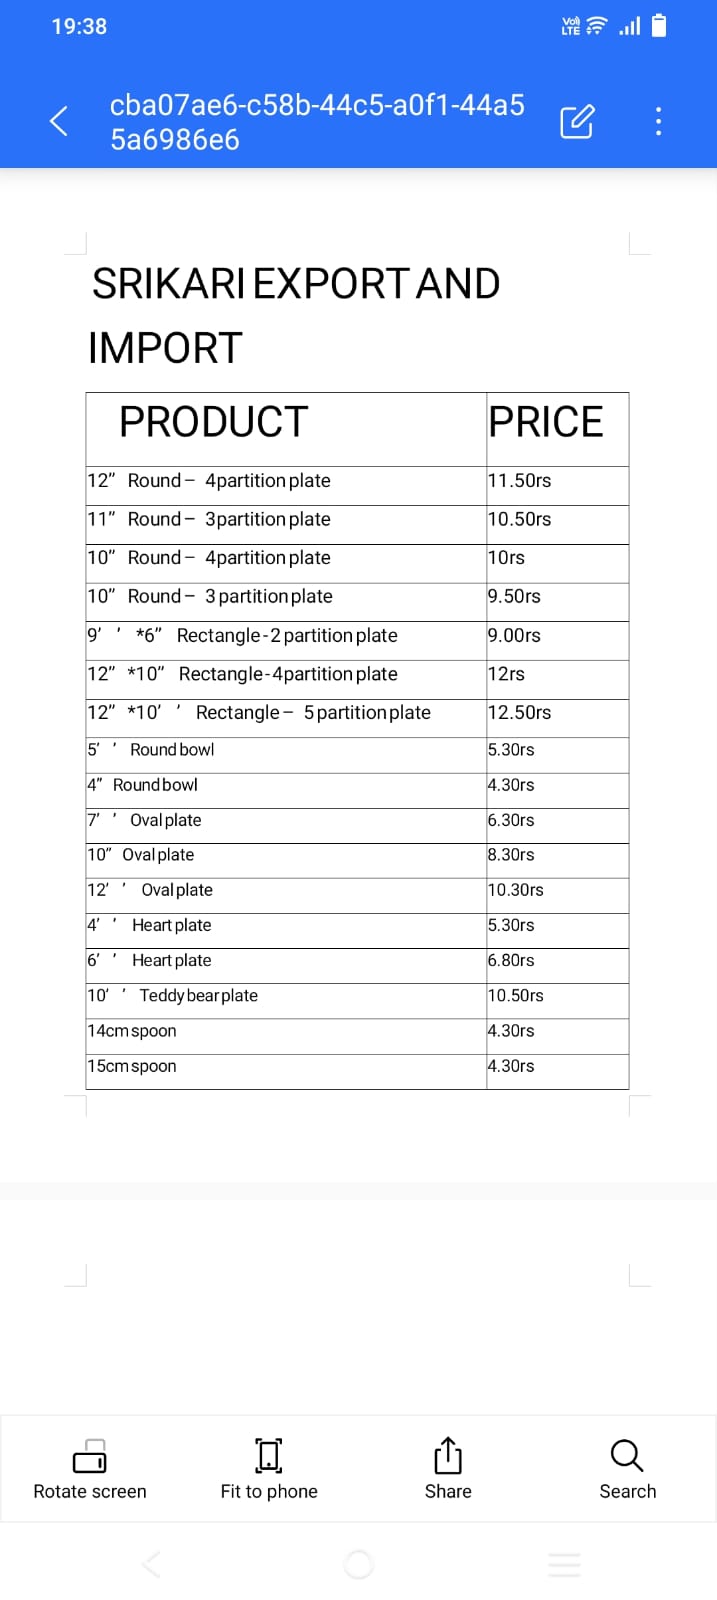 19:38
Vo) LTE
cba07ae6-c58b-44c5-a0f1-44a5
5a6986e6
SRIKARI EXPORT AND
IMPORT
PRODUCT PRICE
12” Round – 4partition plate 11.50rs
11” Round – 3partition plate 10.50rs
10” Round – 4partition plate 10rs
10” Round – 3 partition plate 9.50rs
9’ ’ *6” Rectangle-2 partition plate 9.00rs
12” *10” Rectangle-4partition plate 12rs
12” *10’ ’ Rectangle – 5 partition plate 12.50rs
5’ ’ Round bowl 5.30rs
4” Round bowl 4.30rs
7’ ’ Oval plate 6.30rs
10” Oval plate 8.30rs
12’ ’ Oval plate 10.30rs
4’ ’ Heart plate 5.30rs
6’ ’ Heart plate 6.80rs
10’ ’ Teddy bear plate 10.50rs
14cm spoon 4.30rs
15cm spoon 4.30rs
Rotate screen Fit to phone Share Search